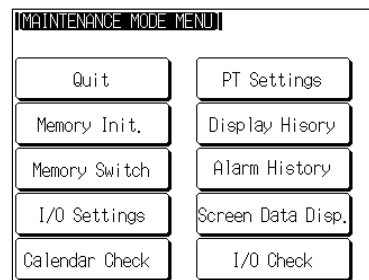 [MAINTENANCE MODE MENU]
Quit
PT Settings
Memory Init.
Display Hisory
Memory Switch
Alarm History
I/O Settings
Screen Data Disp.
Calendar Check
I/O Check